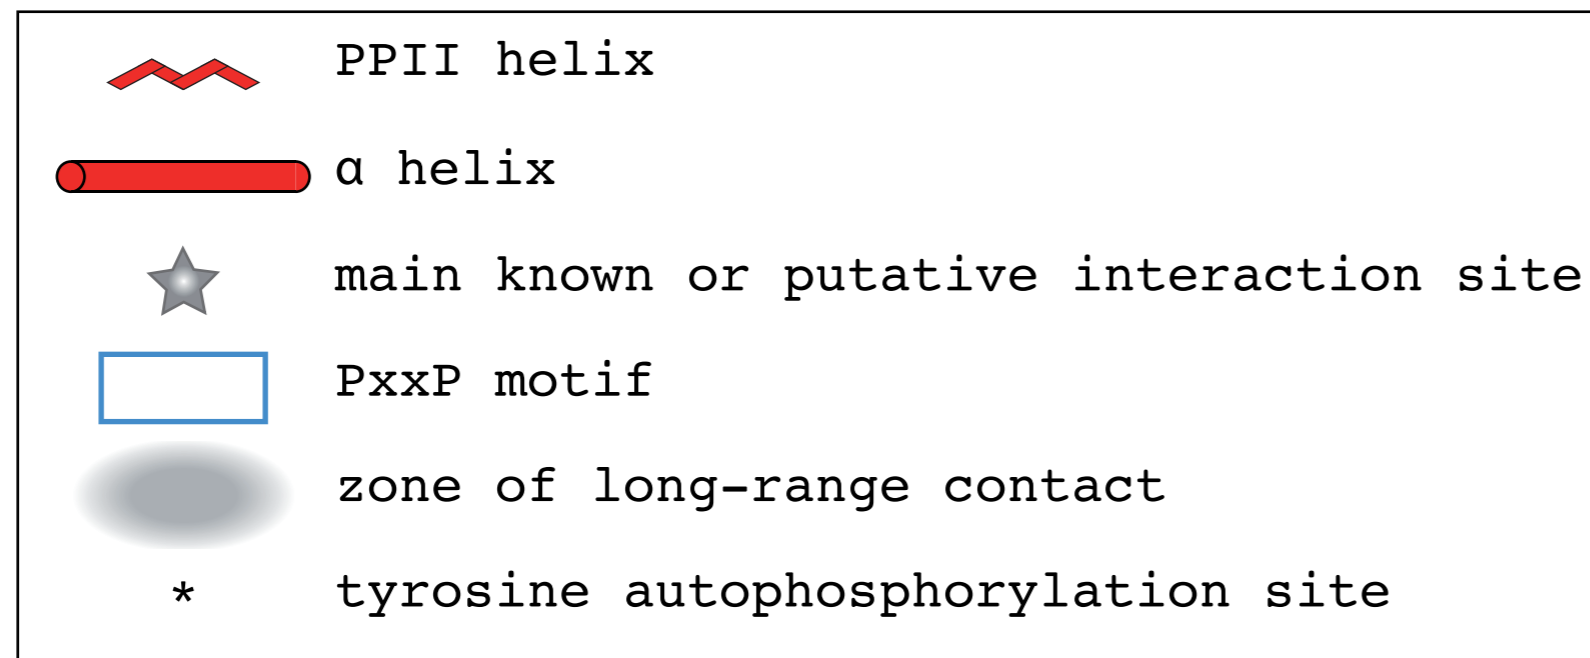 PPII helix
α helix
main known or putative interaction site
PxxP motif
zone of long-range contact
* tyrosine autophosphorylation site